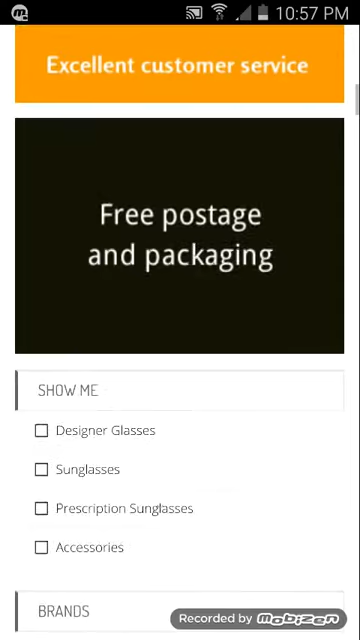 10:57 PM
Excellent customer service
Free postage
and packaging
SHOW ME
Designer Glasses
Sunglasses
Prescription Sunglasses
Accessories
BRANDS
Recorded by Mobizen